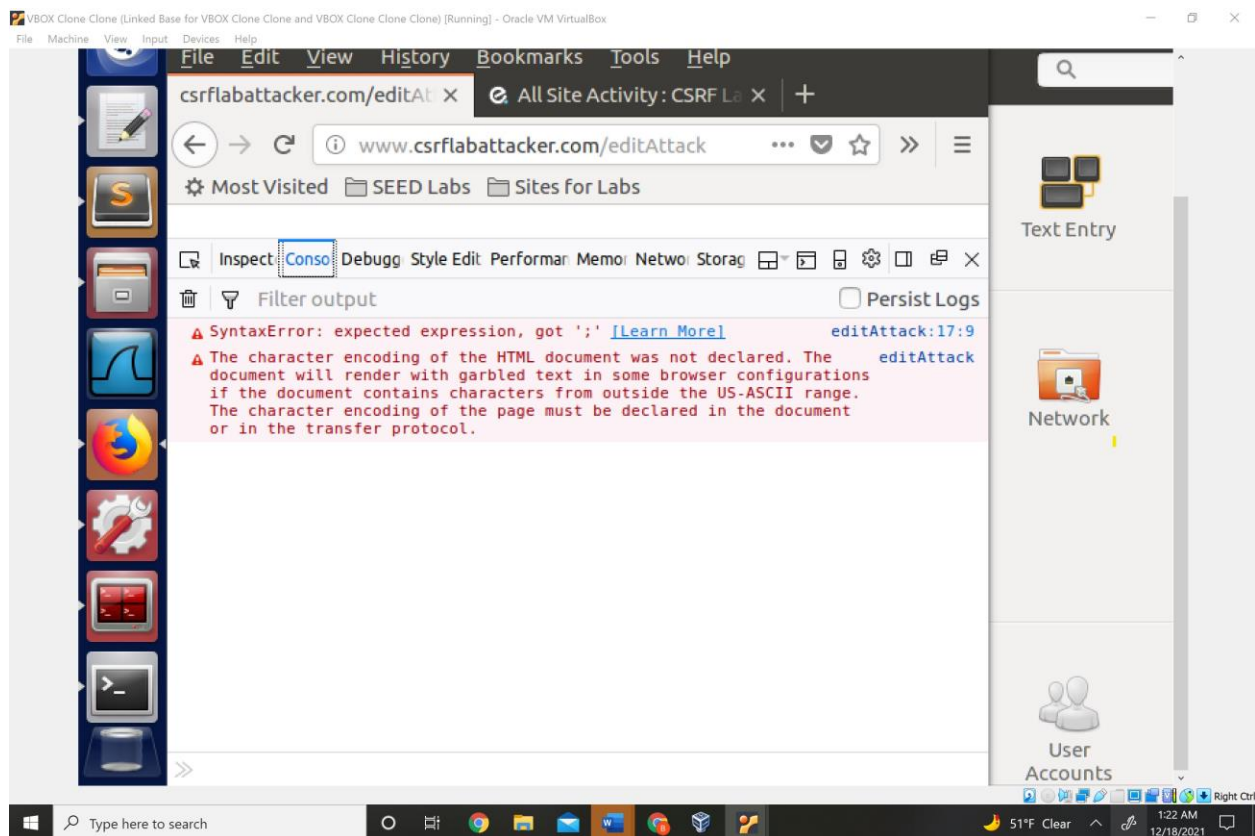 VBOX Clone Clone (Linked Base for VBOX Clone Clone and VBOX Clone Clone Clone) [Running] - Oracle VM VirtualBox
File Machine View Input Devices Help
File Edit View History Bookmarks Tools Help
csrflabattacker.com/editAt
All Site Activity : CSRF La
www.csrflabattacker.com/editAttack
Most Visited SEED Labs Sites for Labs
Inspect Conso Debugg Style Edit Performan Memor Networ Storag
Filter output Persist Logs
SyntaxError: expected expression, got ';' [Learn More] editAttack:17:9
The character encoding of the HTML document was not declared. The editAttack
document will render with garbled text in some browser configurations
if the document contains characters from outside the US-ASCII range.
The character encoding of the page must be declared in the document
or in the transfer protocol.
Text Entry
Network
User
Accounts
Right Ctrl
Type here to search
51°F Clear
1:22 AM
12/18/2021